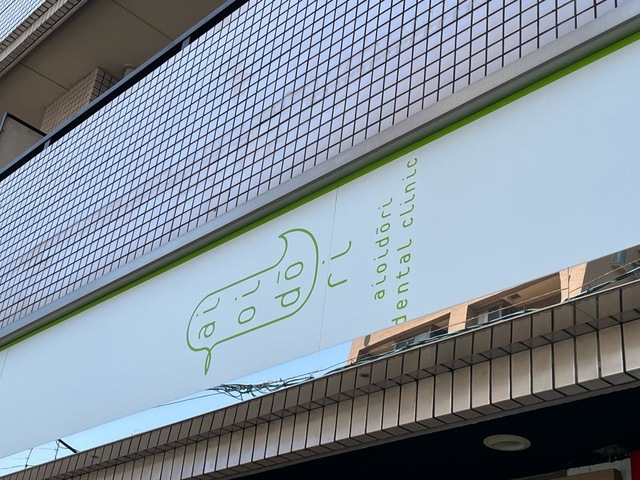 ai
oi
dō
ri
aioidōri
dental clinic